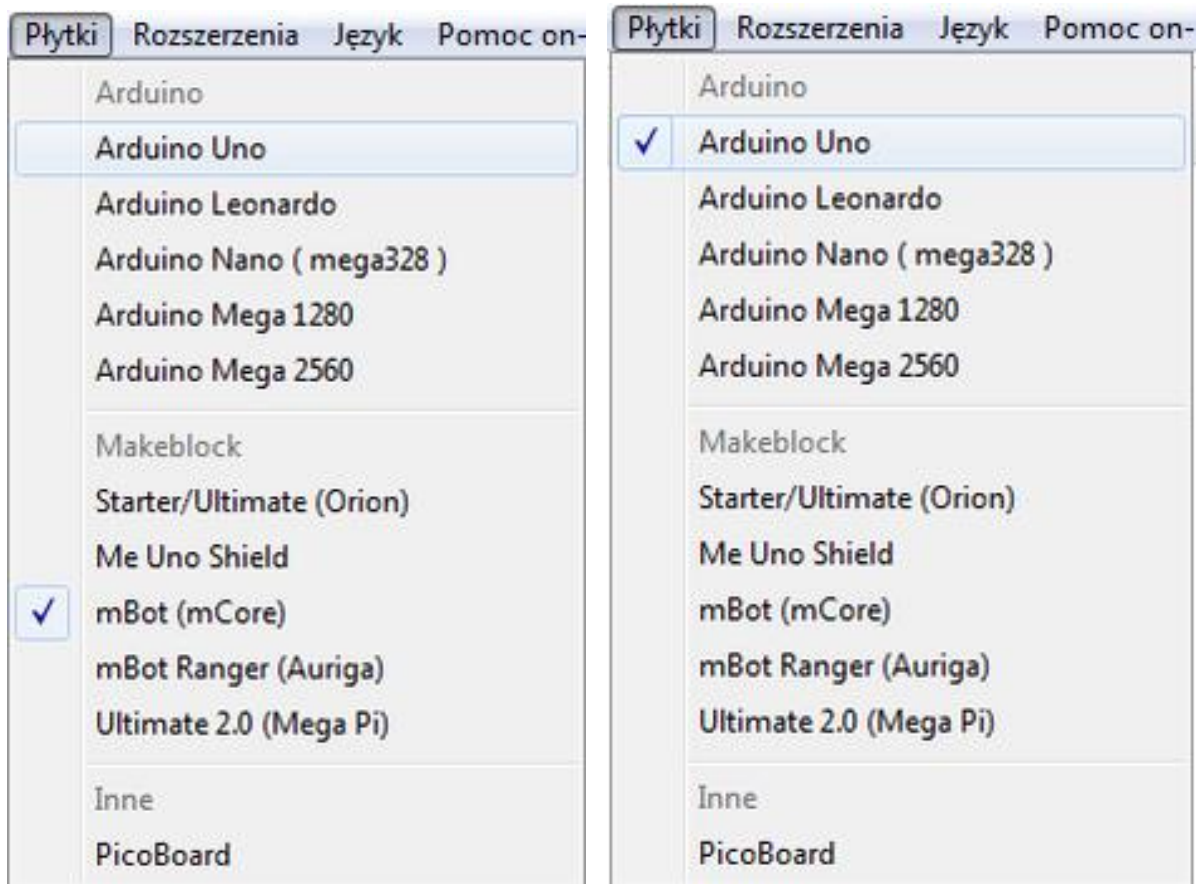 Płytki Rozszerzenia Język Pomoc on-
Arduino
Arduino Uno
Arduino Leonardo
Arduino Nano ( mega328 )
Arduino Mega 1280
Arduino Mega 2560
Makeblock
Starter/Ultimate (Orion)
Me Uno Shield
mBot (mCore)
mBot Ranger (Auriga)
Ultimate 2.0 (Mega Pi)
Inne
PicoBoard
Płytki Rozszerzenia Język Pomoc on-
Arduino
Arduino Uno
Arduino Leonardo
Arduino Nano ( mega328 )
Arduino Mega 1280
Arduino Mega 2560
Makeblock
Starter/Ultimate (Orion)
Me Uno Shield
mBot (mCore)
mBot Ranger (Auriga)
Ultimate 2.0 (Mega Pi)
Inne
PicoBoard